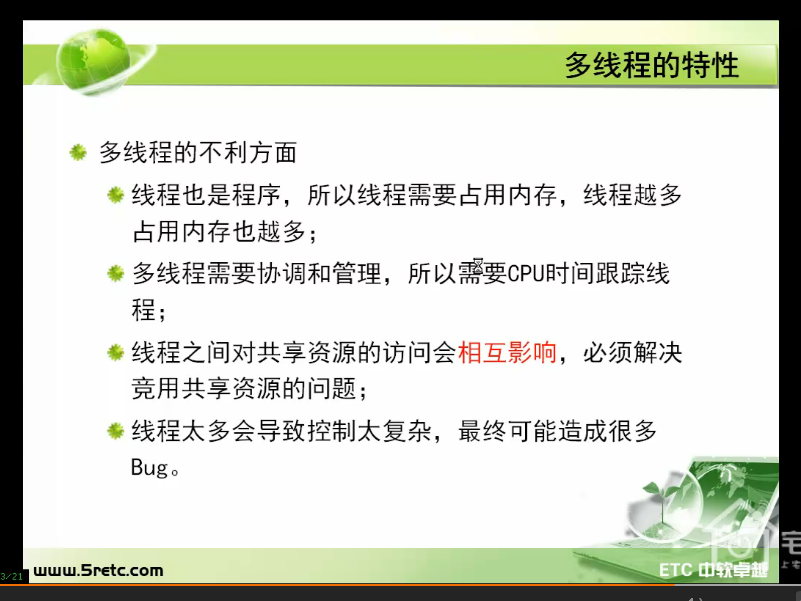 多线程的特性
多线程的不利方面
线程也是程序，所以线程需要占用内存，线程越多
占用内存也越多；
多线程需要协调和管理，所以需要CPU时间跟踪线
程；
线程之间对共享资源的访问会相互影响，必须解决
竞用共享资源的问题；
线程太多会导致控制太复杂，最终可能造成很多
Bug。
宅
上宅
3/21
www.5retc.com
ETC 中软卓越